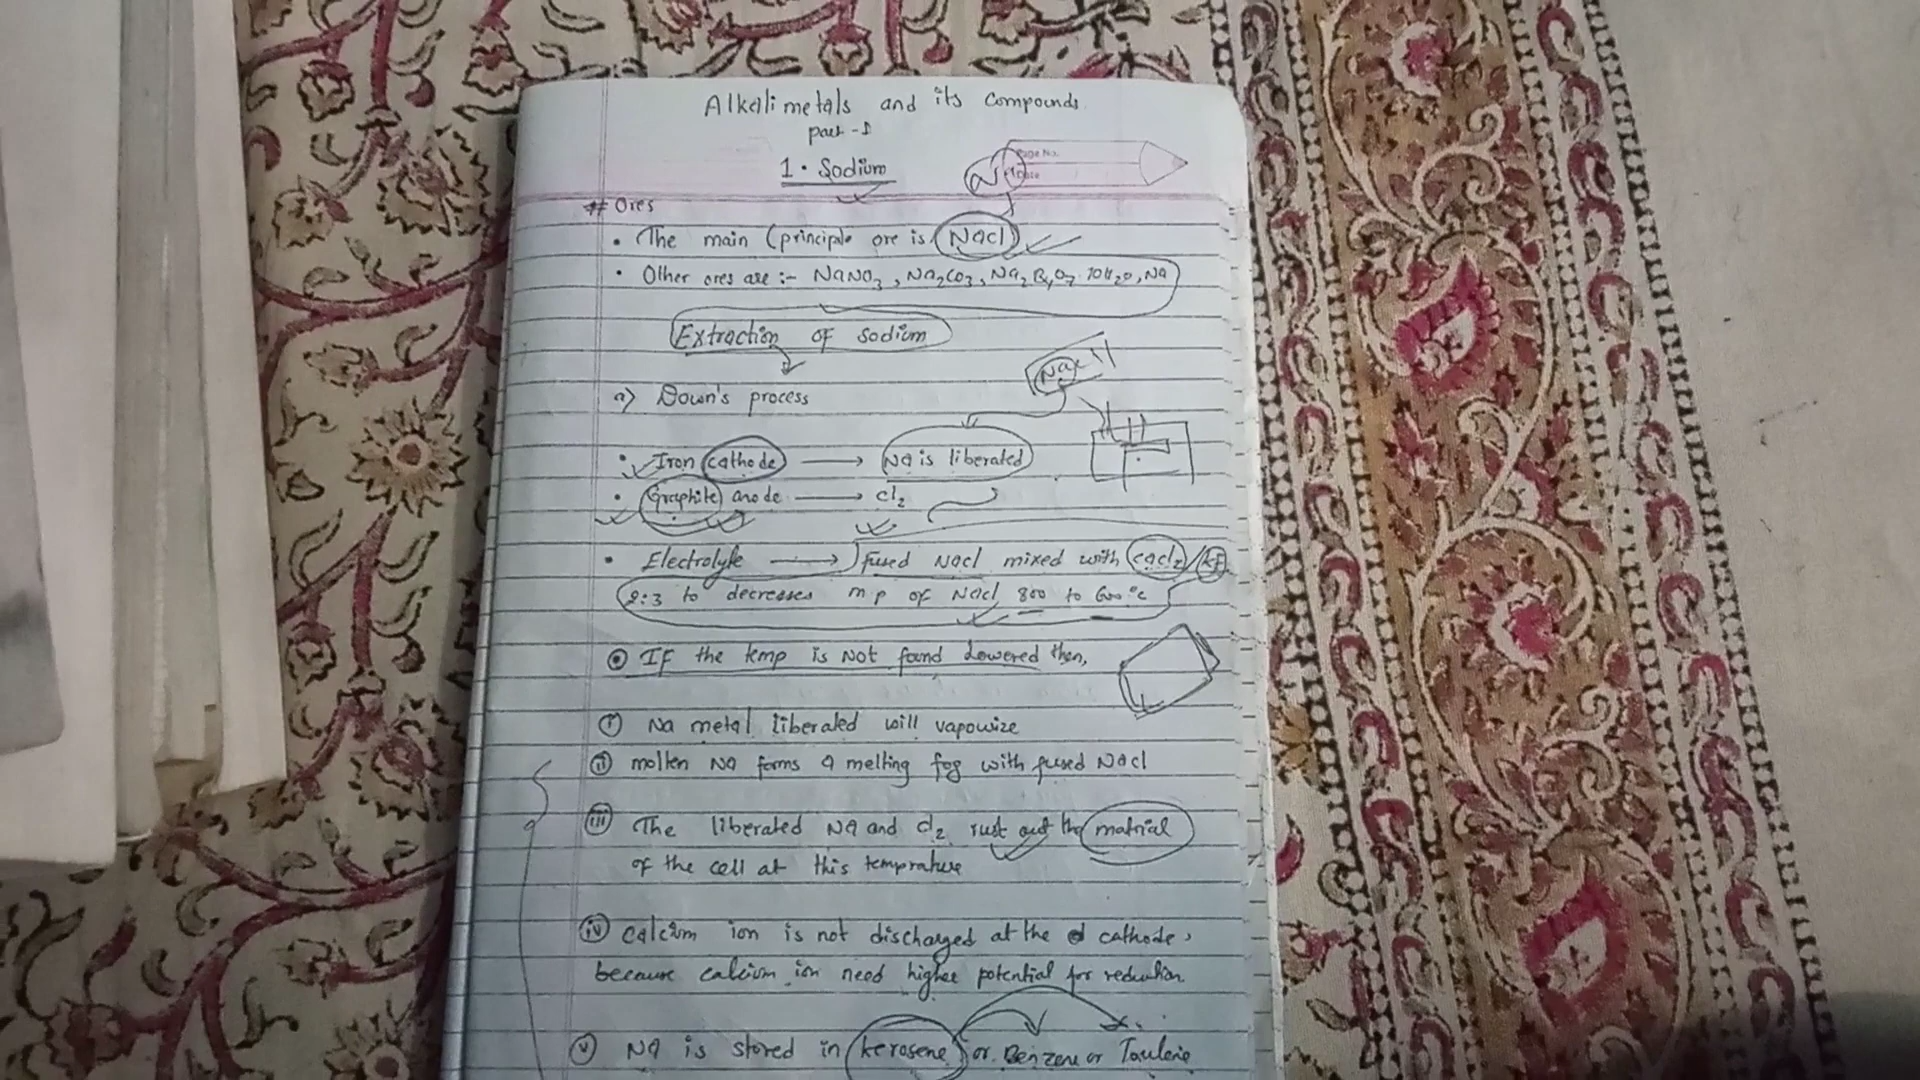 Alkali metals and its compounds
part - I
1. Sodium
Page No.
Date
# Ores
• The main (principle ore is (NaCl)
• Other ores are :- NaNO3, Na2CO3, Na2B4O7 10H2O, Na
Extraction of sodium
NaCl
a) Down's process
• Iron cathode → Na is liberated
• Graphite anode → Cl2
• Electrolyte → fused NaCl mixed with CaCl2/KF
2:3 to decreases m.p of NaCl 800 to 600°C
IF the temp is Not found Lowered then,
(i) Na metal liberated will vapowize
(ii) molten Na forms a melting fog with fused NaCl
(iii) The liberated Na and Cl2 rust out the matrial
of the cell at this temprature
(iv) calcium ion is not discharged at the cathode,
because calcium ion need higher potential for reduction
(v) Na is stored in kerosene or Benzene or Toulene